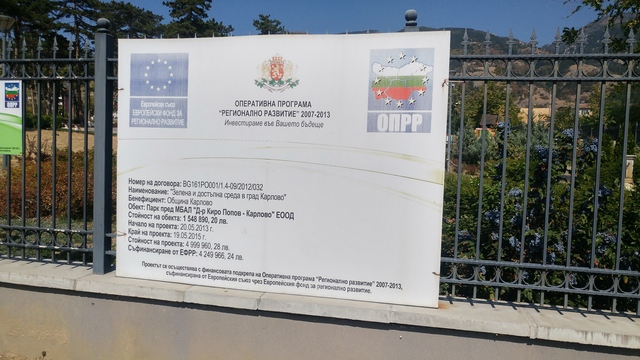 Европейски съюз
ЕВРОПЕЙСКИ ФОНД ЗА
РЕГИОНАЛНО РАЗВИТИЕ
ОПЕРАТИВНА ПРОГРАМА
"РЕГИОНАЛНО РАЗВИТИЕ" 2007-2013
Инвестираме във Вашето бъдеще
ОПРР
ОПРР
Номер на договора: BG161PO001/1.4-09/2012/032
Наименование: "Зелена и достъпна среда в град Карлово"
Бенефициент: Община Карлово
Обект: Парк пред МБАЛ "Д-р Киро Попов - Карлово" ЕООД
Стойност на обекта: 1 548 890, 20 лв.
Начало на проекта: 20.05.2013 г.
Край на проекта: 19.05.2015 г.
Стойност на проекта: 4 999 960, 28 лв.
Съфинансирано от ЕФРР: 4 249 966, 24 лв.
Проектът се осъществява с финансовата подкрепа на Оперативна програма "Регионално развитие" 2007-2013,
съфинансирана от Европейския съюз чрез Европейския фонд за регионално развитие.